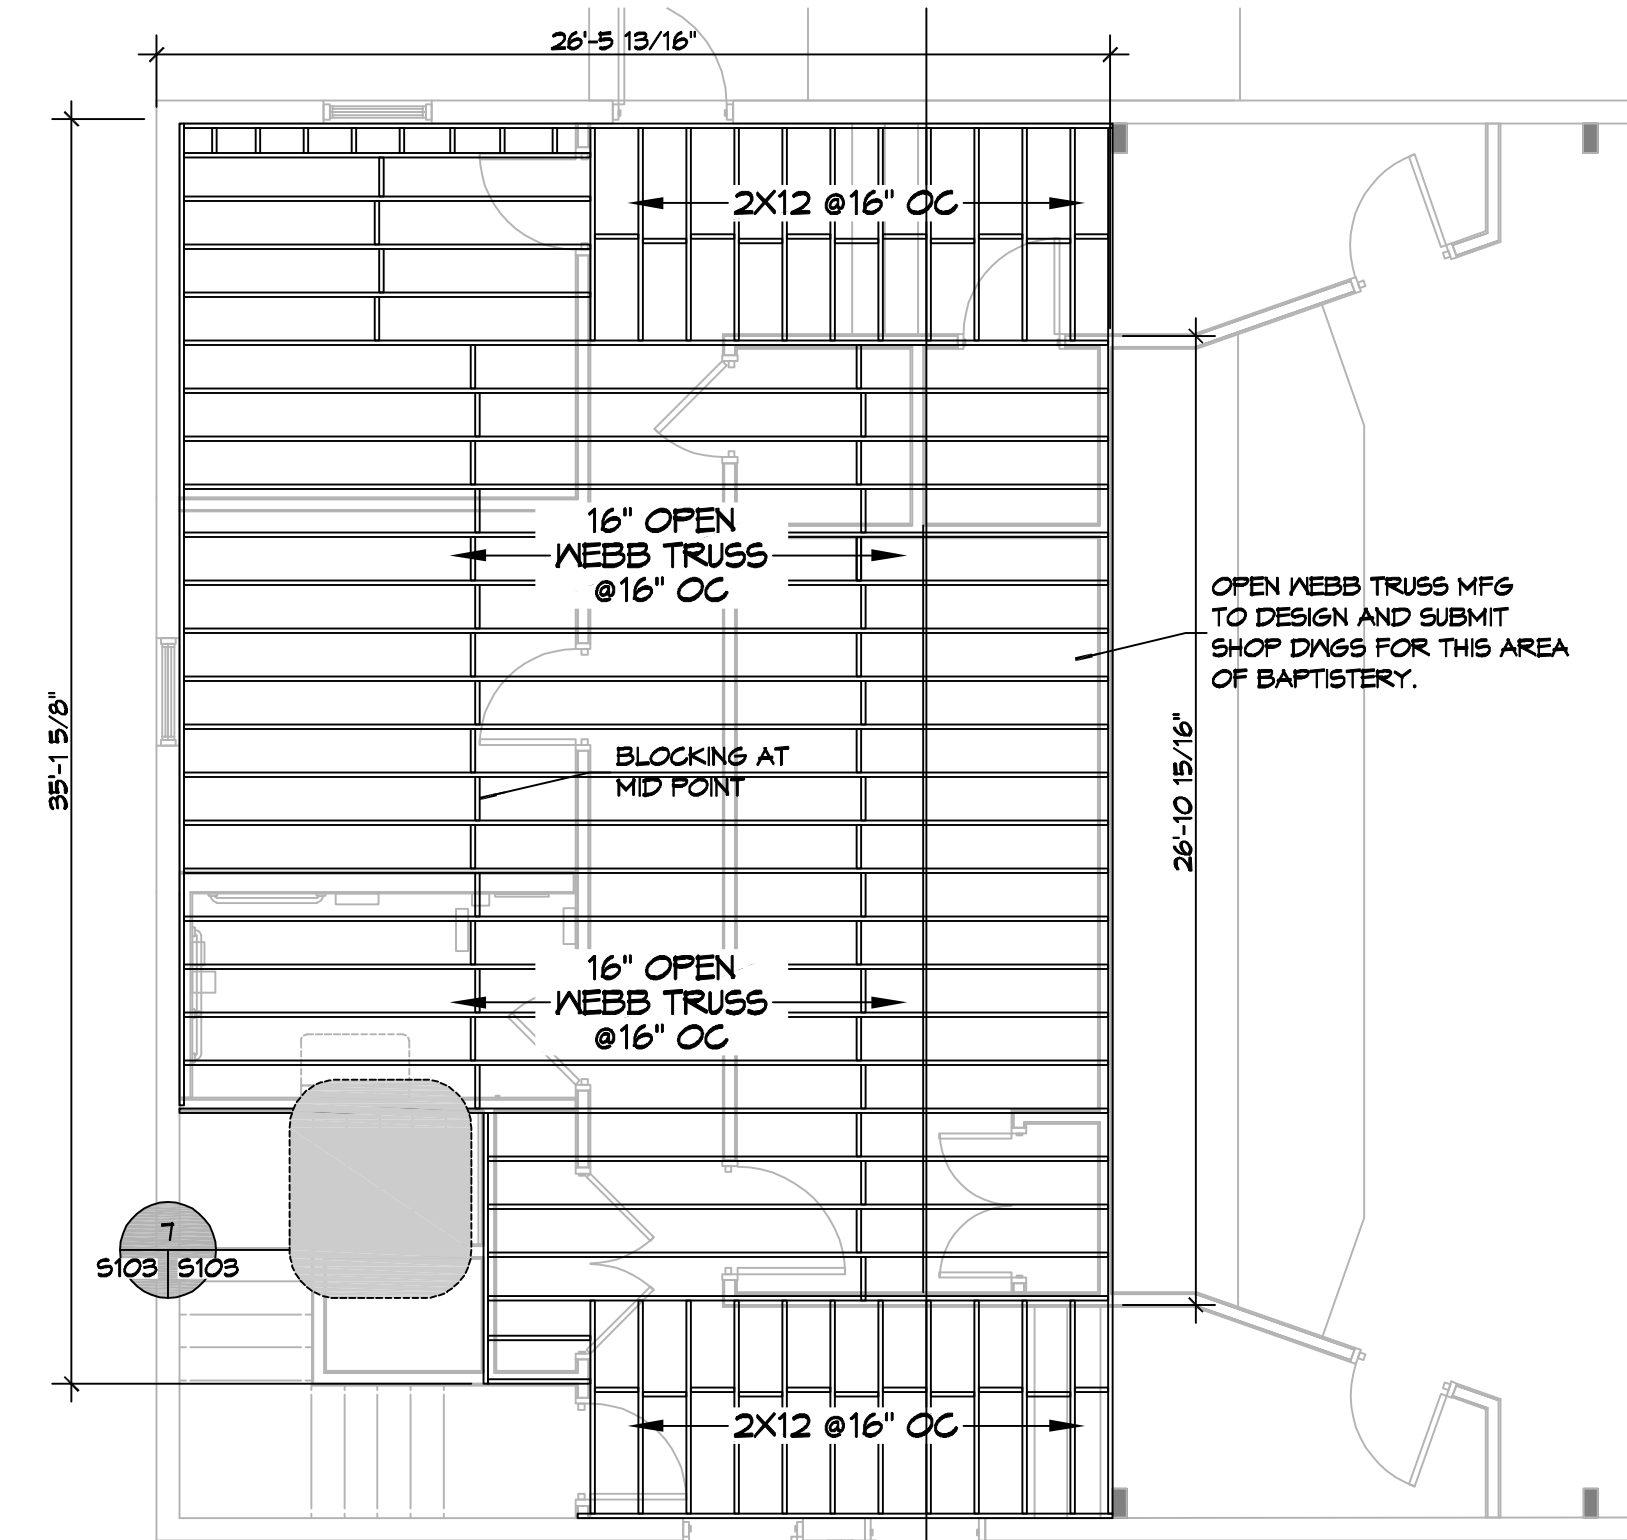 26'-5 13/16"
2X12 @16" OC
16" OPEN
WEBB TRUSS
@16" OC
OPEN WEBB TRUSS MFG
TO DESIGN AND SUBMIT
SHOP DWGS FOR THIS AREA
OF BAPTISTERY.
35'-1 5/8"
26'-10 15/16"
BLOCKING AT
MID POINT
16" OPEN
WEBB TRUSS
@16" OC
7
S103 S103
2X12 @16" OC